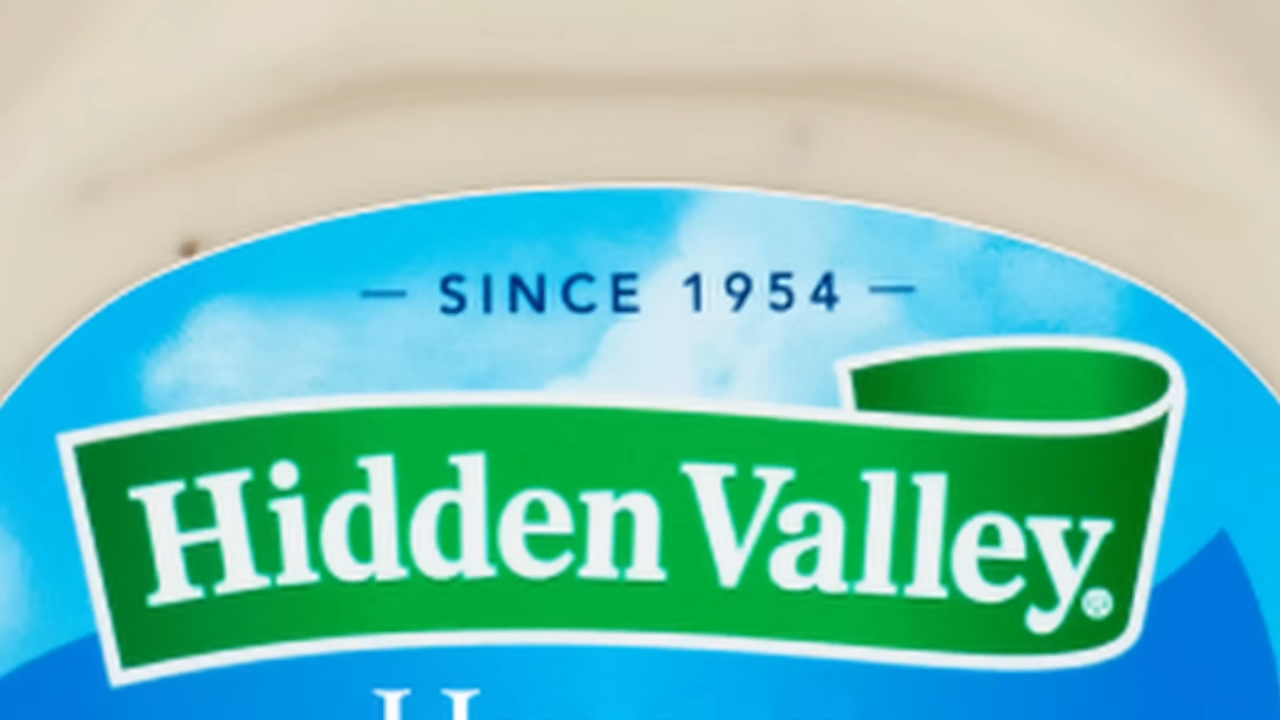 — SINCE 1954 —
Hidden Valley®